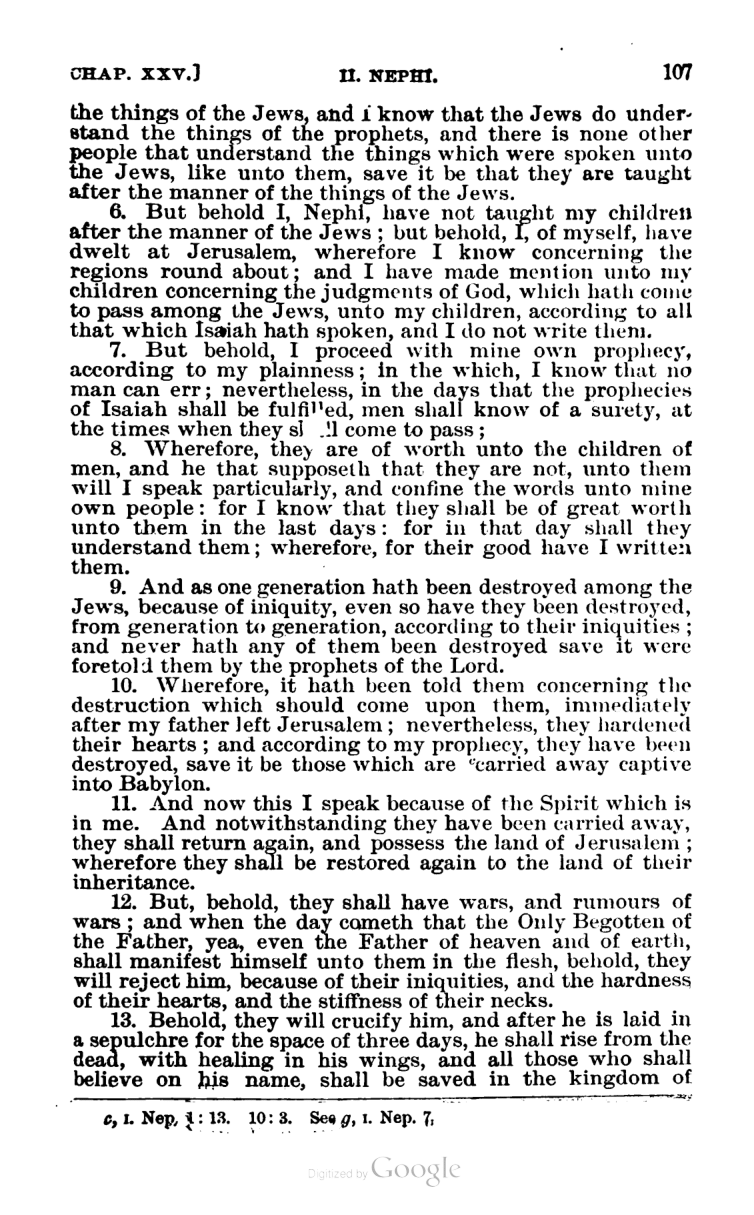 CHAP. XXV.] II. NEPHI. 107
the things of the Jews, and i know that the Jews do under-
stand the things of the prophets, and there is none other
people that understand the things which were spoken unto
the Jews, like unto them, save it be that they are taught
after the manner of the things of the Jews.
6. But behold I, Nephi, have not taught my children
after the manner of the Jews; but behold, I, of myself, have
dwelt at Jerusalem, wherefore I know concerning the
regions round about; and I have made mention unto my
children concerning the judgments of God, which hath come
to pass among the Jews, unto my children, according to all
that which Isaiah hath spoken, and I do not write them.
7. But behold, I proceed with mine own prophecy,
according to my plainness; in the which, I know that no
man can err; nevertheless, in the days that the prophecies
of Isaiah shall be fulfilled, men shall know of a surety, at
the times when they shall come to pass;
8. Wherefore, they are of worth unto the children of
men, and he that supposeth that they are not, unto them
will I speak particularly, and confine the words unto mine
own people: for I know that they shall be of great worth
unto them in the last days: for in that day shall they
understand them; wherefore, for their good have I written
them.
9. And as one generation hath been destroyed among the
Jews, because of iniquity, even so have they been destroyed,
from generation to generation, according to their iniquities;
and never hath any of them been destroyed save it were
foretold them by the prophets of the Lord.
10. Wherefore, it hath been told them concerning the
destruction which should come upon them, immediately
after my father left Jerusalem; nevertheless, they hardened
their hearts; and according to my prophecy, they have been
destroyed, save it be those which are ᶜcarried away captive
into Babylon.
11. And now this I speak because of the Spirit which is
in me. And notwithstanding they have been carried away,
they shall return again, and possess the land of Jerusalem;
wherefore they shall be restored again to the land of their
inheritance.
12. But, behold, they shall have wars, and rumours of
wars; and when the day cometh that the Only Begotten of
the Father, yea, even the Father of heaven and of earth,
shall manifest himself unto them in the flesh, behold, they
will reject him, because of their iniquities, and the hardness
of their hearts, and the stiffness of their necks.
13. Behold, they will crucify him, and after he is laid in
a sepulchre for the space of three days, he shall rise from the
dead, with healing in his wings, and all those who shall
believe on his name, shall be saved in the kingdom of
c, I. Nep, 1:13. 10:3. See g, I. Nep. 7.
Digitized by Google